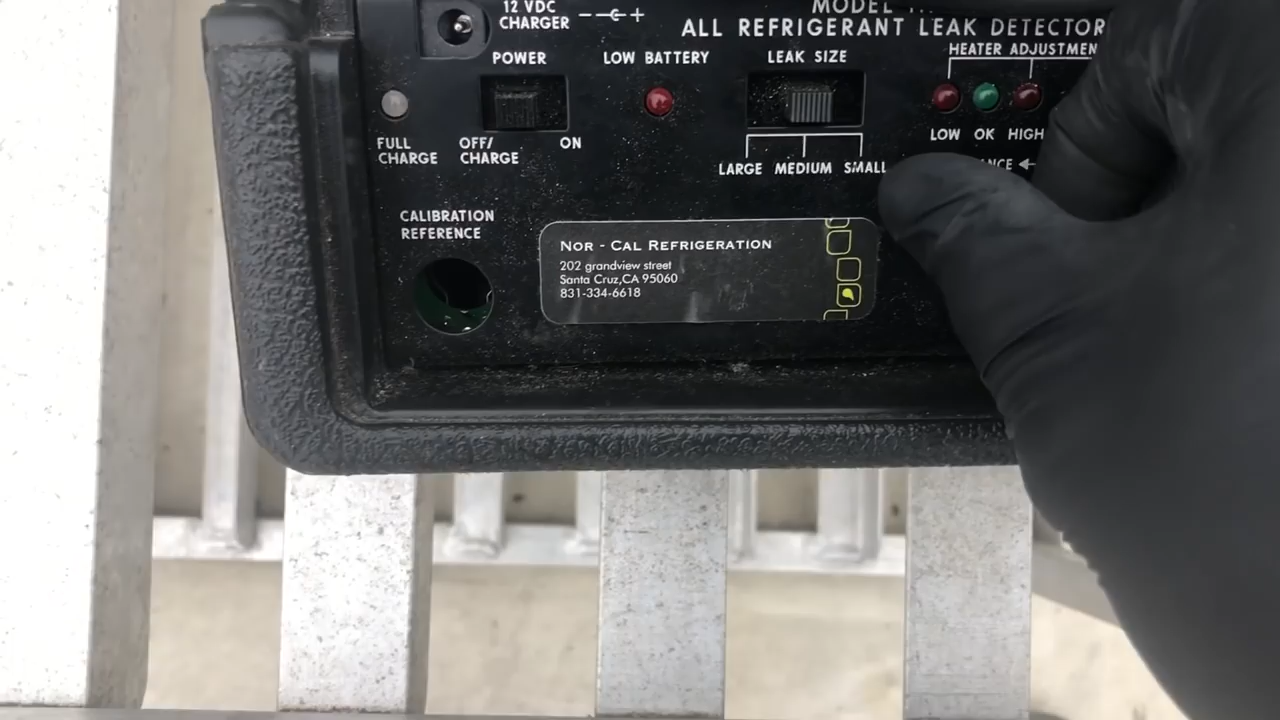 12 VDC
CHARGER - +
MODEL
ALL REFRIGERANT LEAK DETECTOR
POWER
LOW BATTERY
LEAK SIZE
HEATER ADJUSTMEN
FULL
CHARGE
OFF/
CHARGE
ON
LARGE MEDIUM SMALL
LOW OK HIGH
CALIBRATION
REFERENCE
NOR - CAL REFRIGERATION
202 grandview street
Santa Cruz,CA 95060
831-334-6618